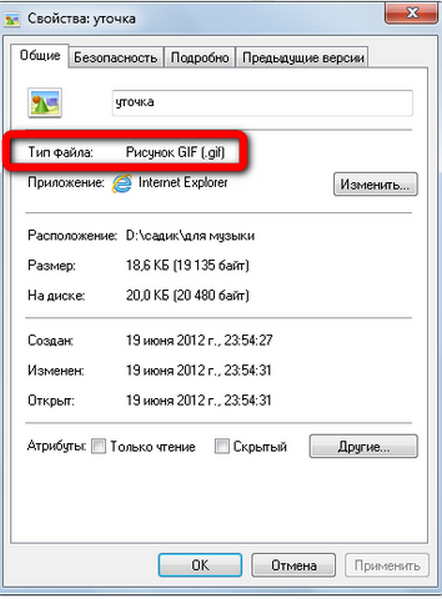 Свойства: уточка
Общие Безопасность Подробно Предыдущие версии
уточка
Тип файла: Рисунок GIF (.gif)
Приложение: Internet Explorer Изменить...
Расположение: D:\садик\для музыки
Размер: 18,6 КБ (19 135 байт)
На диске: 20,0 КБ (20 480 байт)
Создан: 19 июня 2012 г., 23:54:27
Изменен: 19 июня 2012 г., 23:54:31
Открыт: 19 июня 2012 г., 23:54:31
Атрибуты: Только чтение Скрытый Другие...
OK Отмена Применить